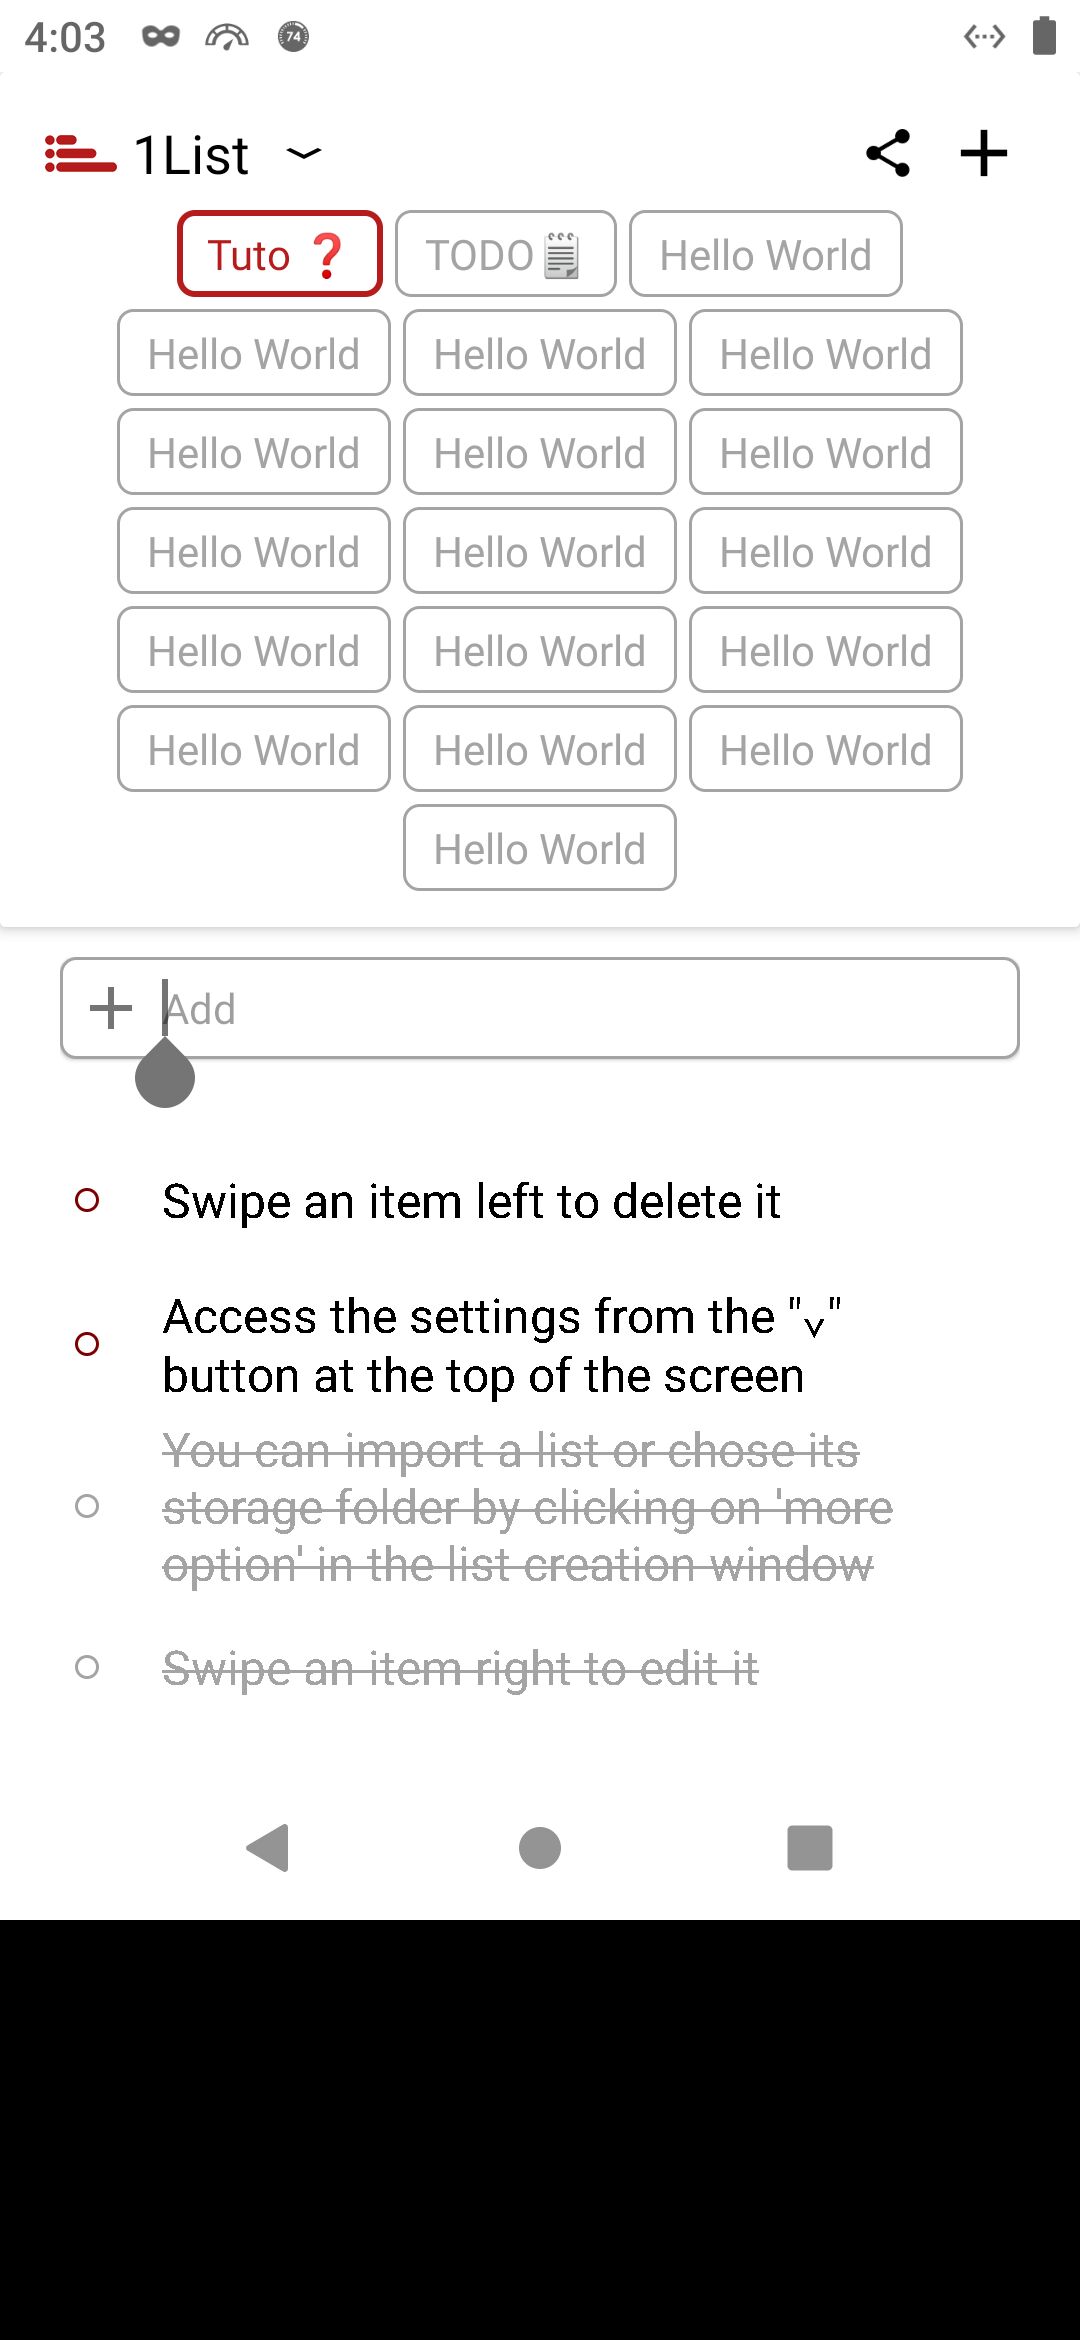 4:03 74
1List
Tuto ❓ TODO🗒 Hello World
Hello World Hello World Hello World
Hello World Hello World Hello World
Hello World Hello World Hello World
Hello World Hello World Hello World
Hello World Hello World Hello World
Hello World
Add
Swipe an item left to delete it
Access the settings from the "v"
button at the top of the screen
You can import a list or chose its
storage folder by clicking on 'more
option' in the list creation window
Swipe an item right to edit it